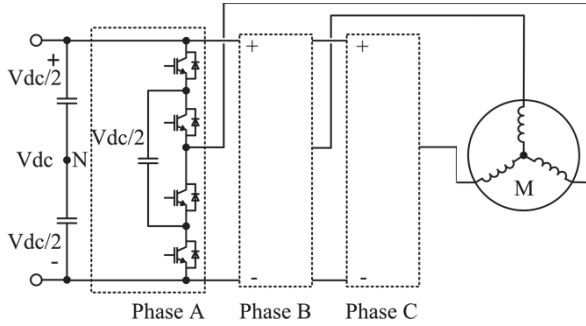 +
Vdc/2
Vdc
N
Vdc/2
-
Vdc/2
+
-
+
-
M
Phase A
Phase B
Phase C